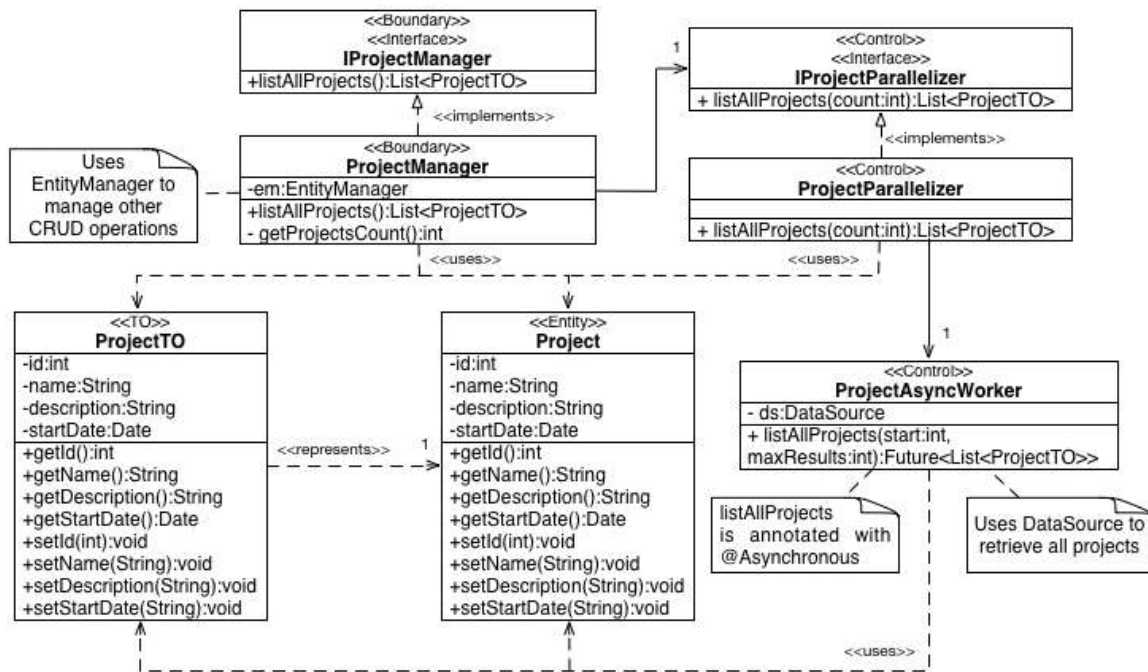 <<Boundary>>
<<Interface>>
IProjectManager
+listAllProjects():List<ProjectTO>
1
<<Control>>
<<Interface>>
IProjectParallelizer
+ listAllProjects(count:int):List<ProjectTO>
<<implements>>
<<implements>>
Uses
EntityManager to
manage other
CRUD operations
<<Boundary>>
ProjectManager
-em:EntityManager
+listAllProjects():List<ProjectTO>
- getProjectsCount():int
<<Control>>
ProjectParallelizer
+ listAllProjects(count:int):List<ProjectTO>
<<uses>>
<<uses>>
<<TO>>
ProjectTO
-id:int
-name:String
-description:String
-startDate:Date
+getId():int
+getName():String
+getDescription():String
+getStartDate():Date
+setId(int):void
+setName(String):void
+setDescription(String):void
+setStartDate(String):void
<<represents>>
1
<<Entity>>
Project
-id:int
-name:String
-description:String
-startDate:Date
+getId():int
+getName():String
+getDescription():String
+getStartDate():Date
+setId(int):void
+setName(String):void
+setDescription(String):void
+setStartDate(String):void
1
<<Control>>
ProjectAsyncWorker
- ds:DataSource
+ listAllProjects(start:int,
maxResults:int):Future<List<ProjectTO>>
listAllProjects
is annotated with
@Asynchronous
Uses DataSource to
retrieve all projects
<<uses>>